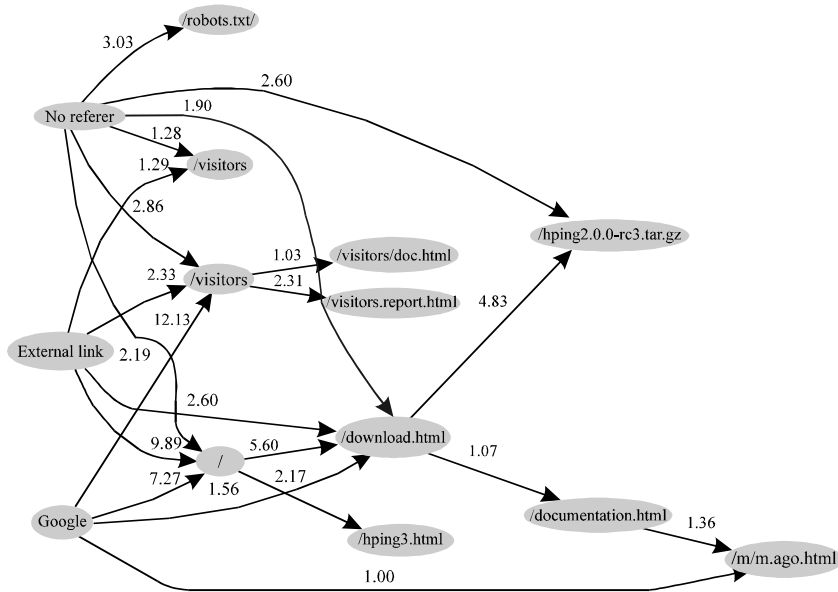 /robots.txt/
3.03
2.60
1.90
No referer
1.28
/visitors
1.29
2.86
/hping2.0.0-rc3.tar.gz
1.03
/visitors/doc.html
2.33
/visitors
2.31
/visitors.report.html
4.83
12.13
External link
2.19
2.60
/download.html
9.89
5.60
1.07
/
7.27
1.56
2.17
Google
/hping3.html
/documentation.html
1.36
/m/m.ago.html
1.00